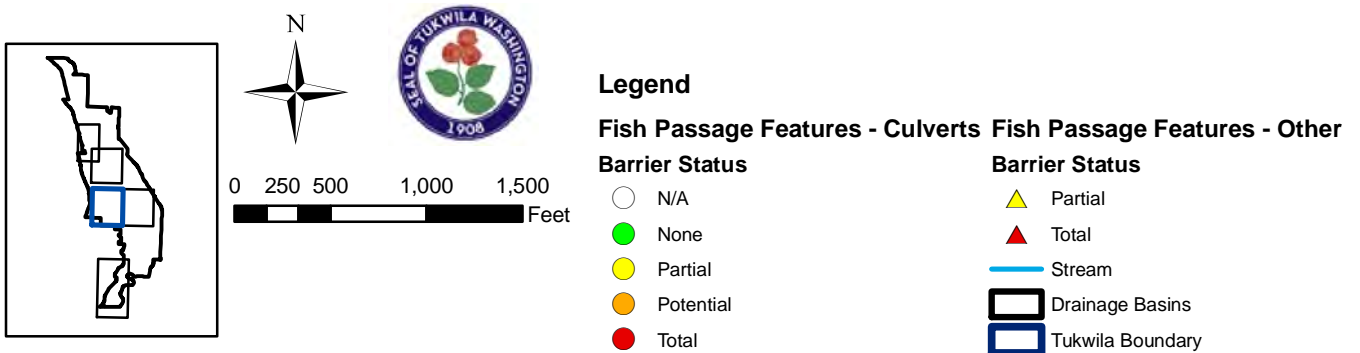 N
SEAL OF TUKWILA WASHINGTON
1908
0 250 500 1,000 1,500
Feet
Legend
Fish Passage Features - Culverts
Barrier Status
N/A
None
Partial
Potential
Total
Fish Passage Features - Other
Barrier Status
Partial
Total
Stream
Drainage Basins
Tukwila Boundary